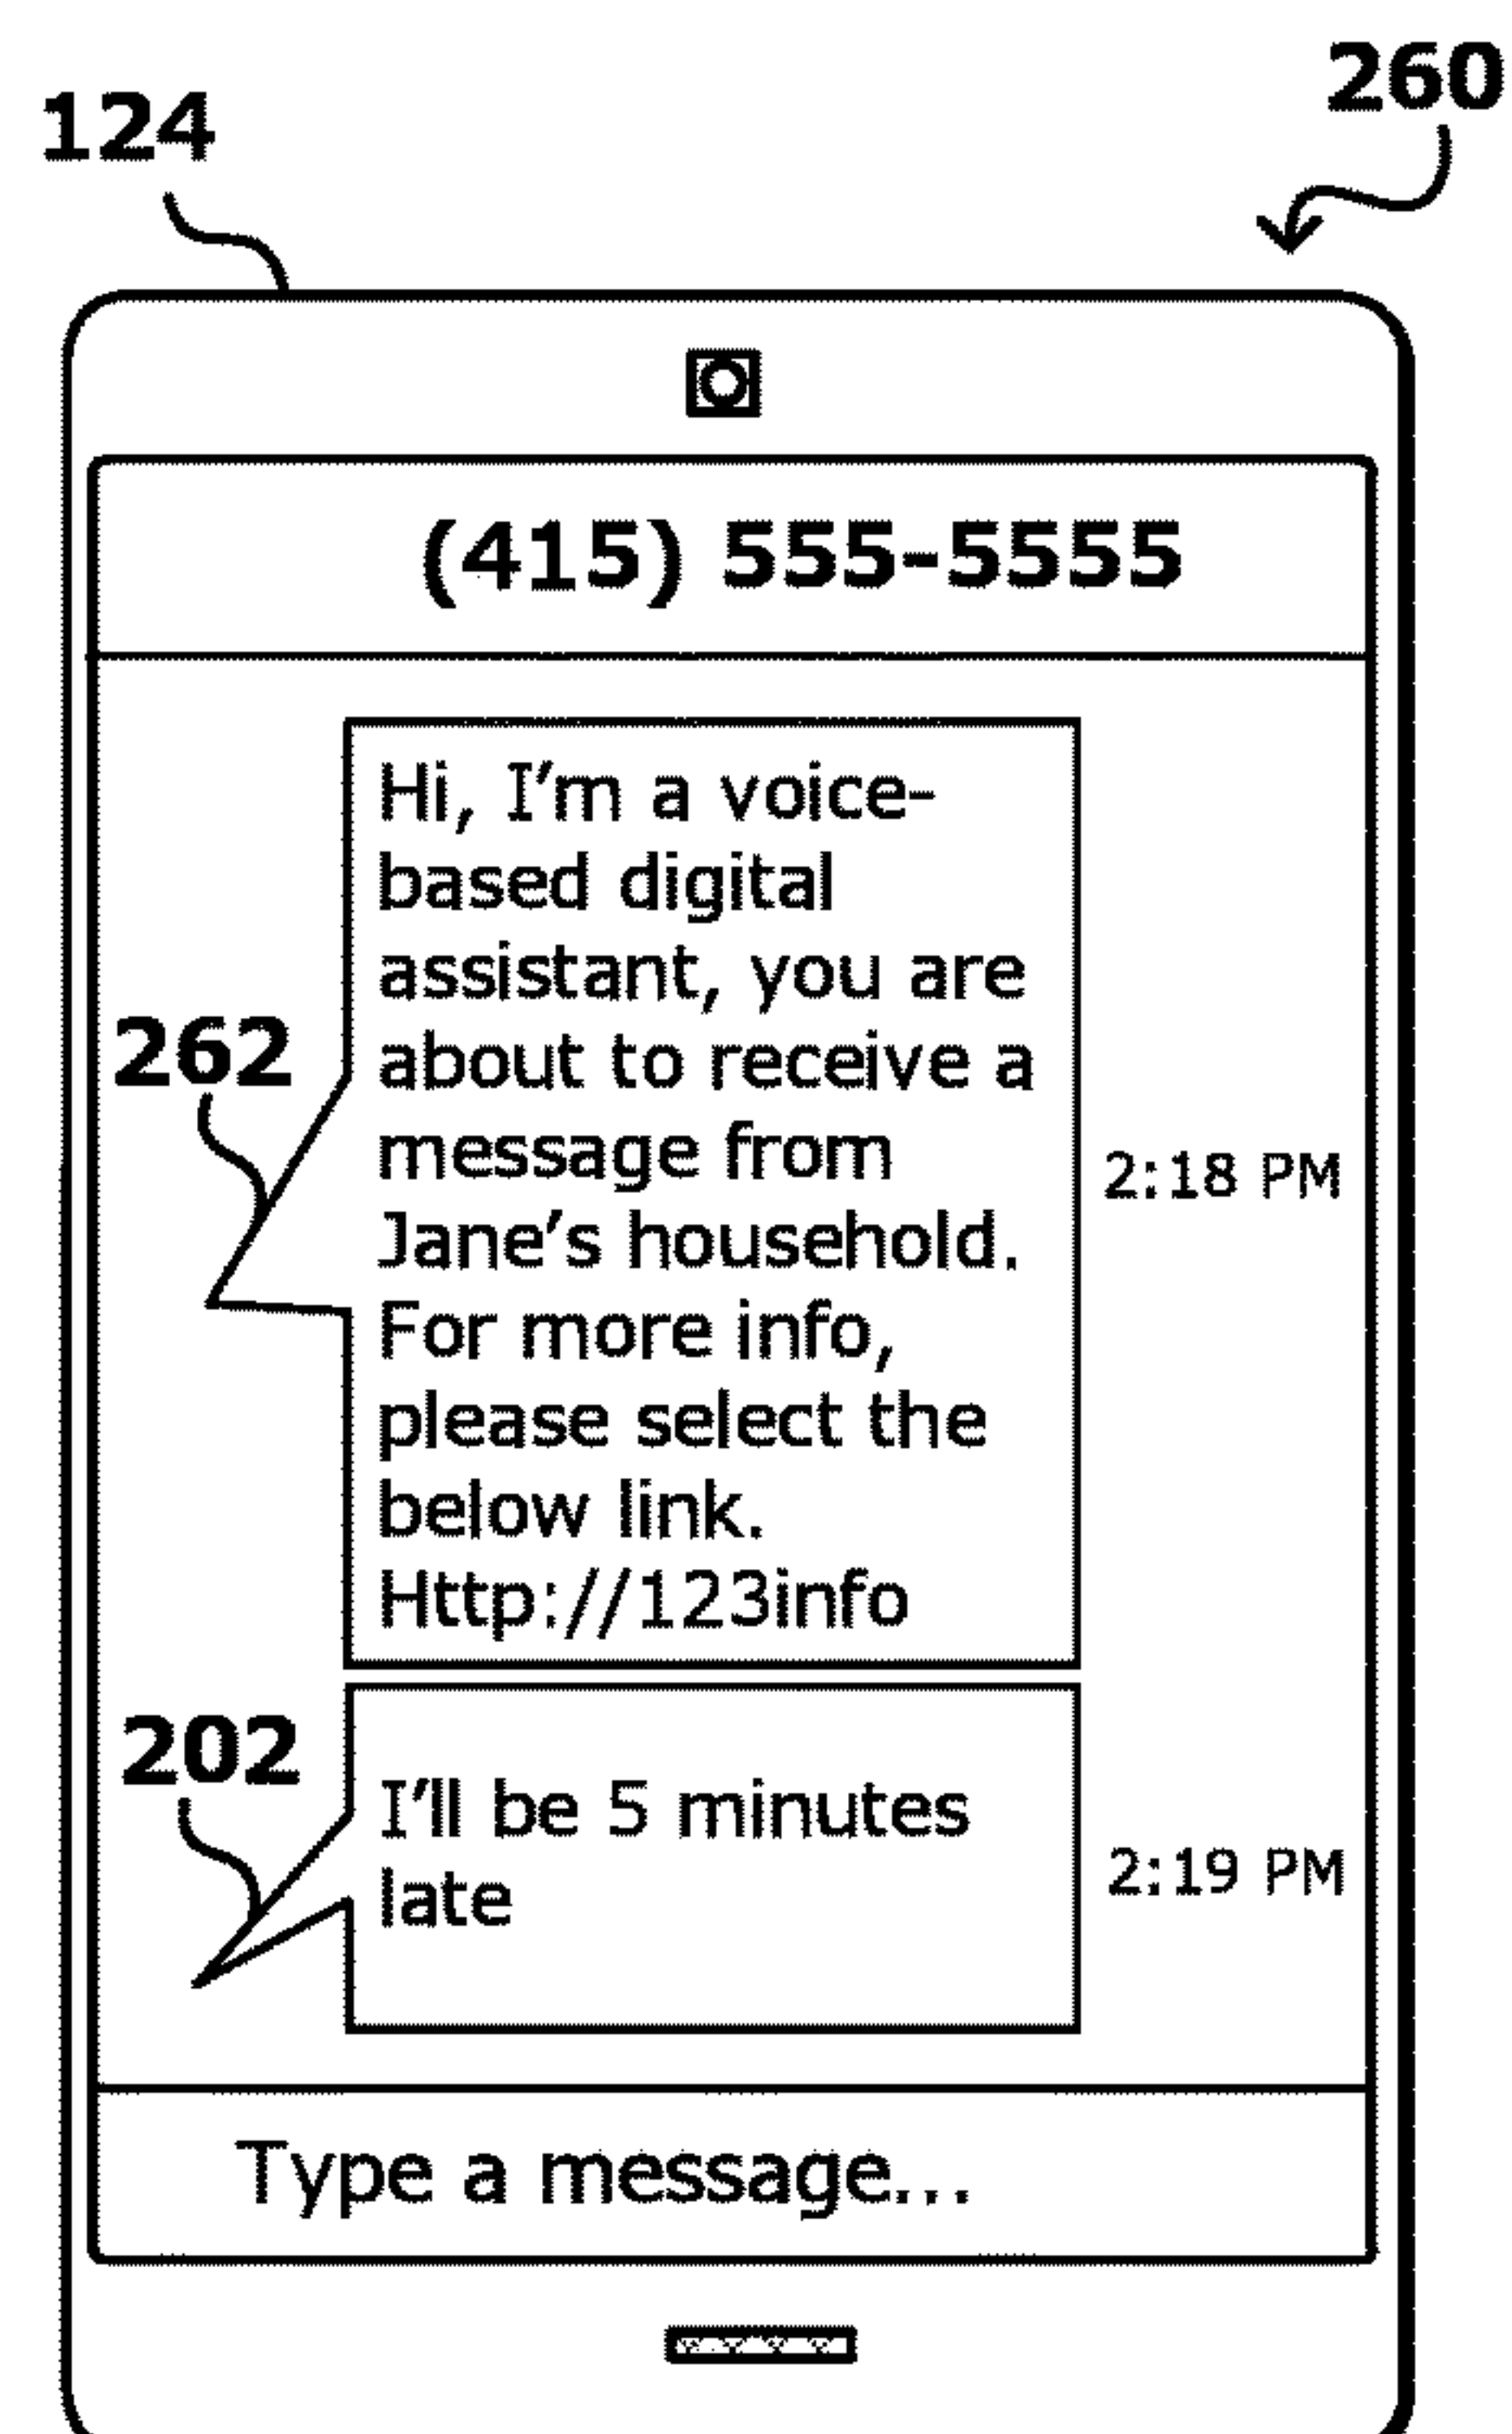 260
124
(415) 555-5555
Hi, I'm a voice-
based digital
assistant, you are
about to receive a
262
message from
2:18 PM
Jane's household.
For more info,
please select the
below link.
Http://123info
202
I'll be 5 minutes
late
2:19 PM
Type a message...